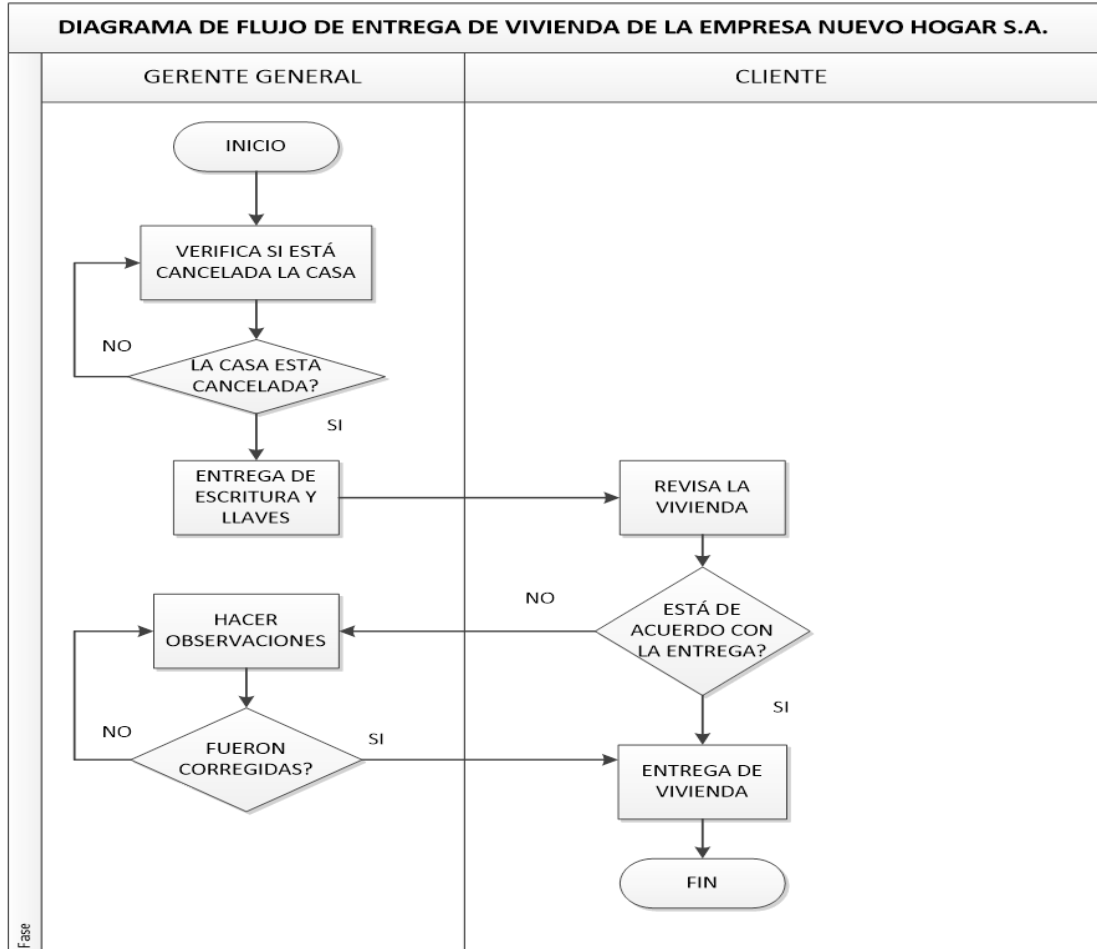 DIAGRAMA DE FLUJO DE ENTREGA DE VIVIENDA DE LA EMPRESA NUEVO HOGAR S.A.
GERENTE GENERAL
CLIENTE
INICIO
VERIFICA SI ESTÁ
CANCELADA LA CASA
NO
LA CASA ESTA
CANCELADA?
SI
ENTREGA DE
ESCRITURA Y
LLAVES
REVISA LA
VIVIENDA
NO
ESTÁ DE
ACUERDO CON
LA ENTREGA?
HACER
OBSERVACIONES
SI
NO
FUERON
CORREGIDAS?
SI
ENTREGA DE
VIVIENDA
FIN
Fase